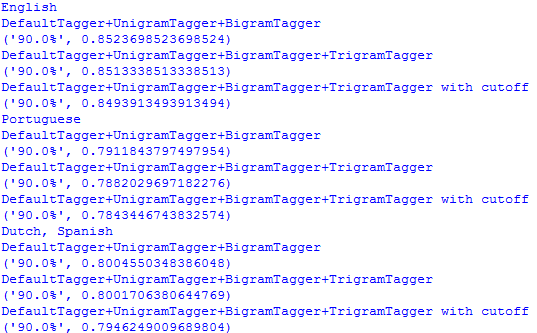 English
DefaultTagger+UnigramTagger+BigramTagger
('90.0%', 0.8523698523698524)
DefaultTagger+UnigramTagger+BigramTagger+TrigramTagger
('90.0%', 0.8513338513338513)
DefaultTagger+UnigramTagger+BigramTagger+TrigramTagger with cutoff
('90.0%', 0.8493913493913494)
Portuguese
DefaultTagger+UnigramTagger+BigramTagger
('90.0%', 0.7911843797497954)
DefaultTagger+UnigramTagger+BigramTagger+TrigramTagger
('90.0%', 0.7882029697182276)
DefaultTagger+UnigramTagger+BigramTagger+TrigramTagger with cutoff
('90.0%', 0.7843446743832574)
Dutch, Spanish
DefaultTagger+UnigramTagger+BigramTagger
('90.0%', 0.8004550348386048)
DefaultTagger+UnigramTagger+BigramTagger+TrigramTagger
('90.0%', 0.8001706380644769)
DefaultTagger+UnigramTagger+BigramTagger+TrigramTagger with cutoff
('90.0%', 0.7946249009689804)